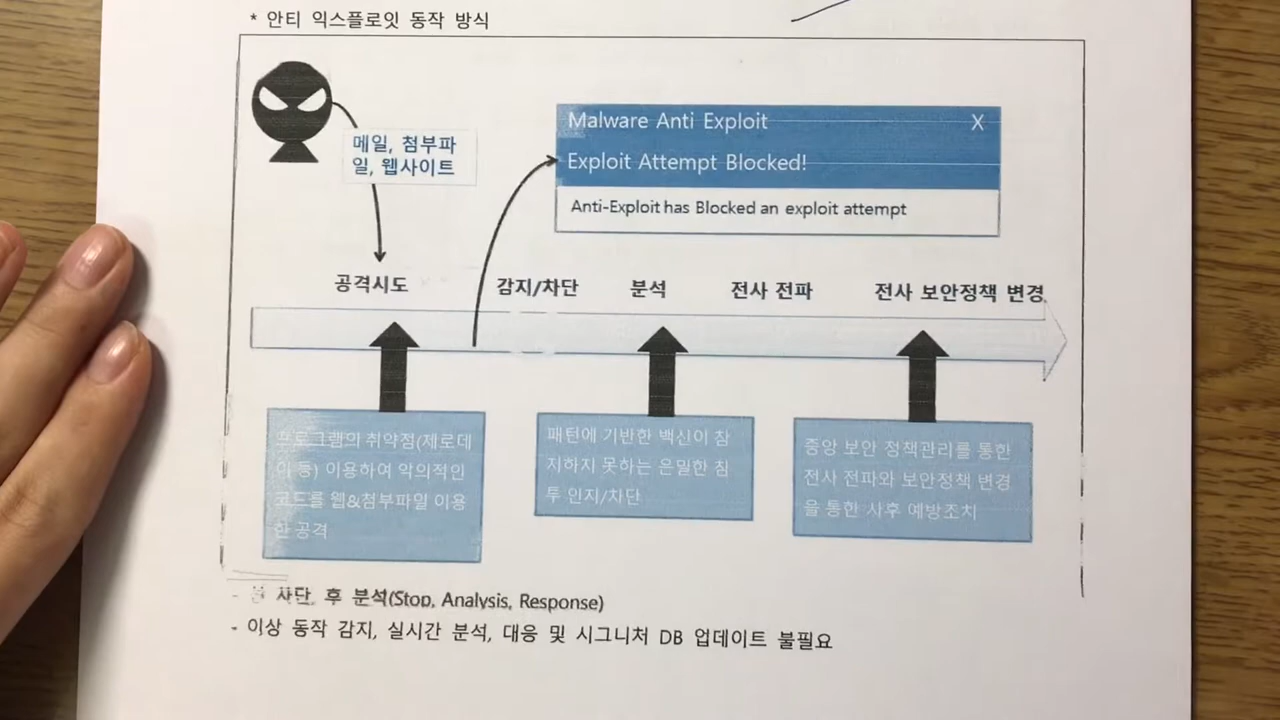 * 안티 익스플로잇 동작 방식
메일, 첨부파
일, 웹사이트
Malware Anti Exploit X
Exploit Attempt Blocked!
Anti-Exploit has Blocked an exploit attempt
공격시도 감지/차단 분석 전사 전파 전사 보안정책 변경
프로그램의 취약점(제로데
이 등) 이용하여 악의적인
코드를 웹&첨부파일 이용
한 공격
패턴에 기반한 백신이 탐
지하지 못하는 은밀한 침
투 인지/차단
중앙 보안 정책관리를 통한
전사 전파와 보안정책 변경
을 통한 사후 예방조치
- 차단, 후 분석(Stop, Analysis, Response)
- 이상 동작 감지, 실시간 분석, 대응 및 시그니처 DB 업데이트 불필요